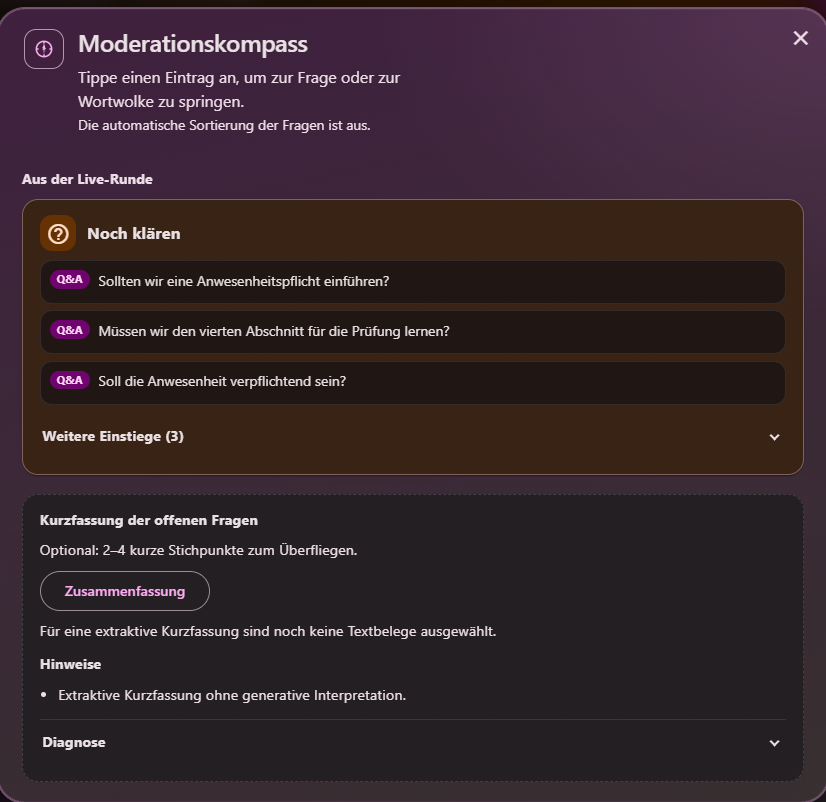 Moderationskompass
Tippe einen Eintrag an, um zur Frage oder zur
Wortwolke zu springen.
Die automatische Sortierung der Fragen ist aus.
Aus der Live-Runde
Noch klären
Q&A Sollten wir eine Anwesenheitspflicht einführen?
Q&A Müssen wir den vierten Abschnitt für die Prüfung lernen?
Q&A Soll die Anwesenheit verpflichtend sein?
Weitere Einstiege (3)
Kurzfassung der offenen Fragen
Optional: 2–4 kurze Stichpunkte zum Überfliegen.
Zusammenfassung
Für eine extraktive Kurzfassung sind noch keine Textbelege ausgewählt.
Hinweise
• Extraktive Kurzfassung ohne generative Interpretation.
Diagnose